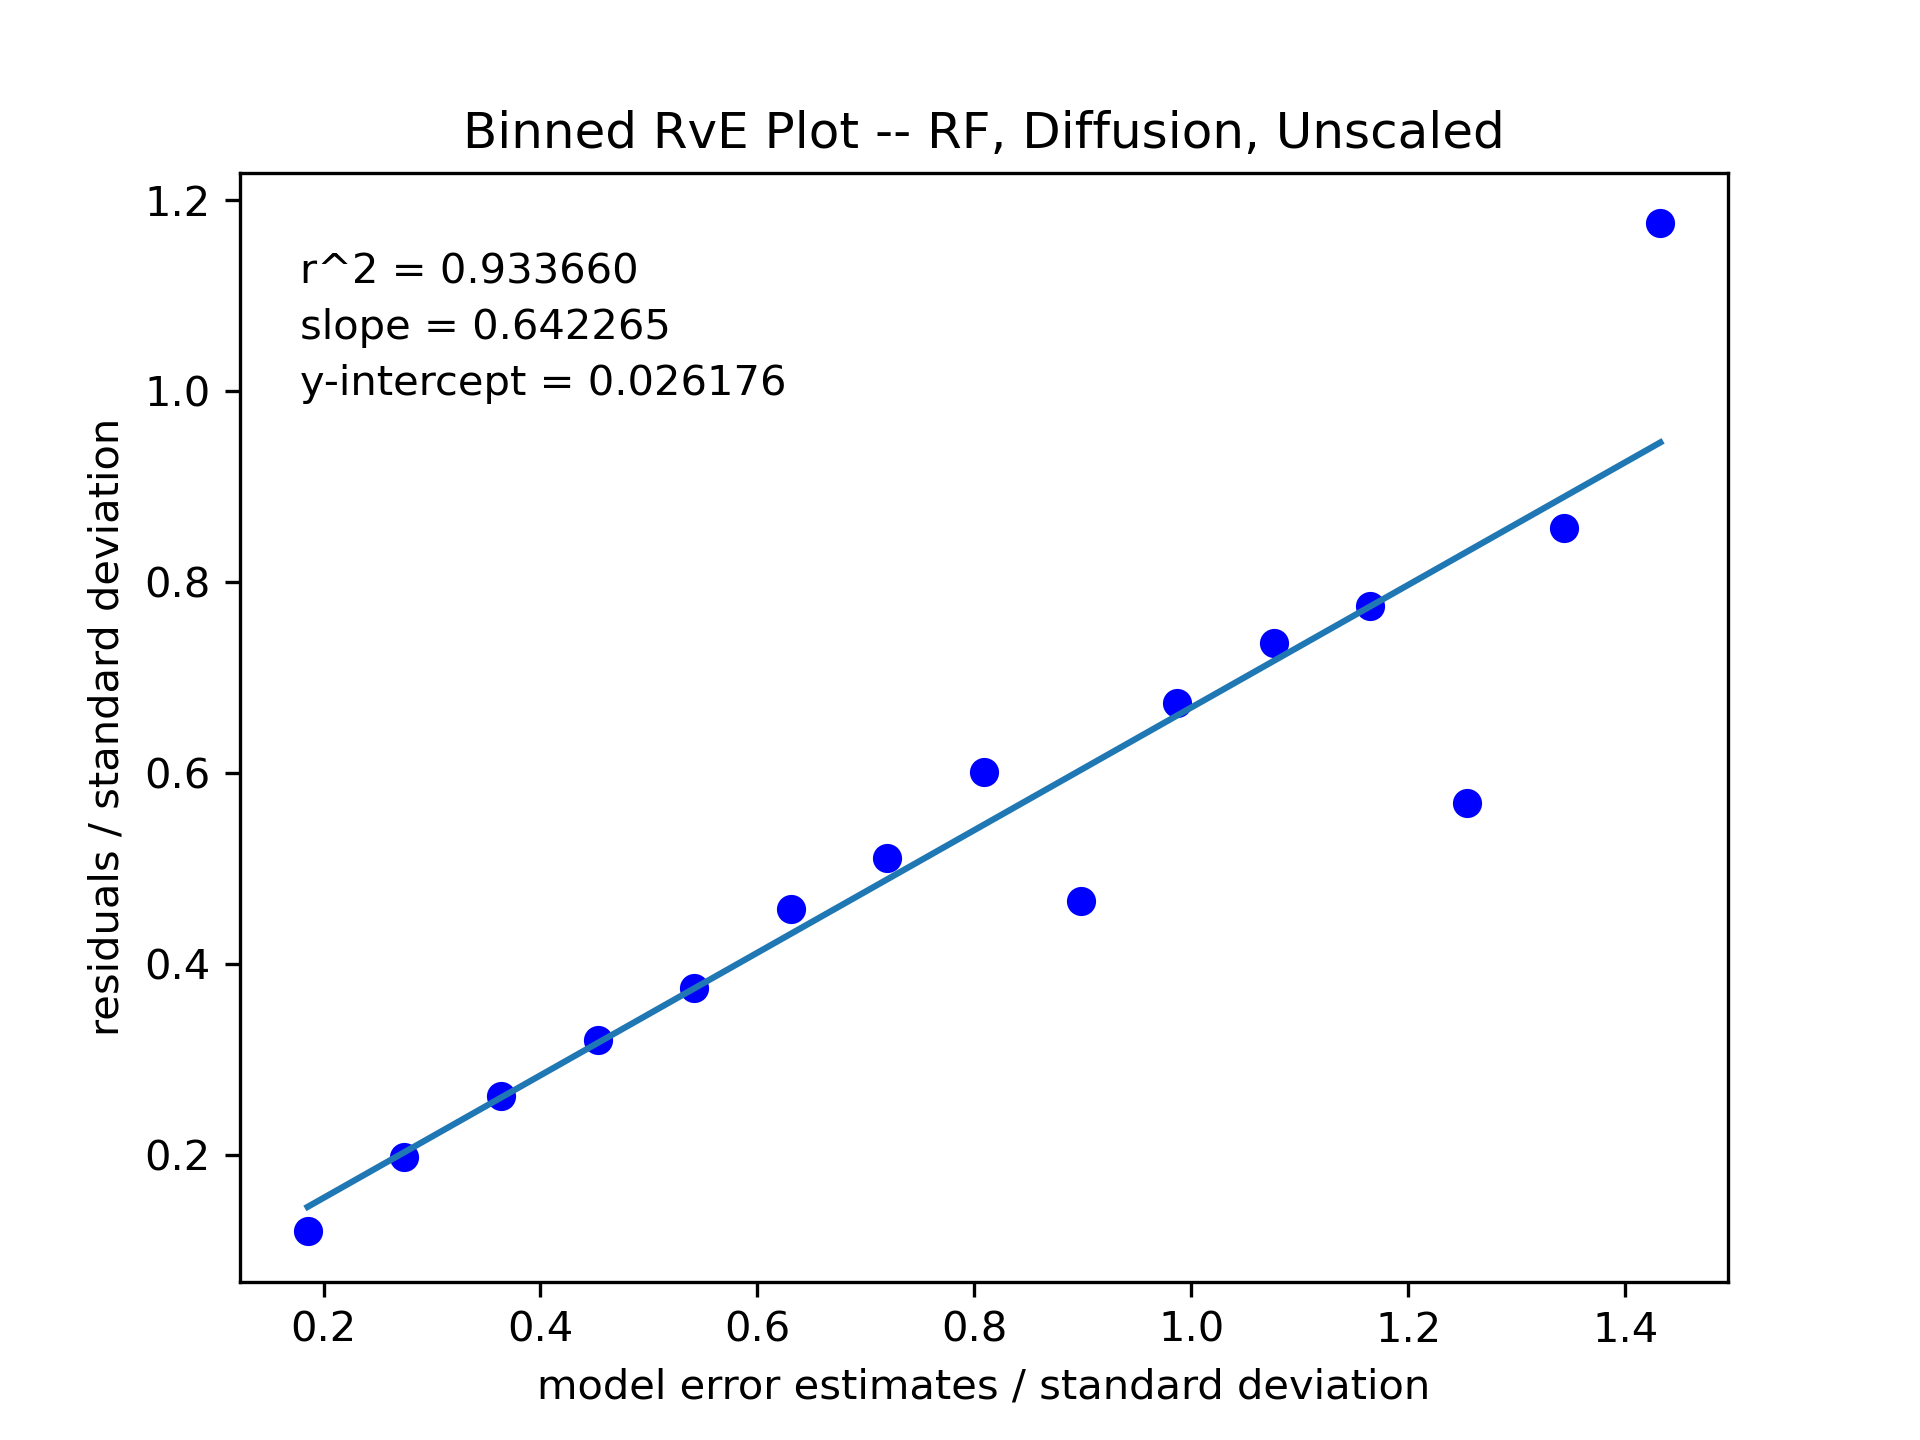 Binned RvE Plot -- RF, Diffusion, Unscaled
r^2 = 0.933660
slope = 0.642265
y-intercept = 0.026176
residuals / standard deviation
1.2
1.0
0.8
0.6
0.4
0.2
0.2 0.4 0.6 0.8 1.0 1.2 1.4
model error estimates / standard deviation